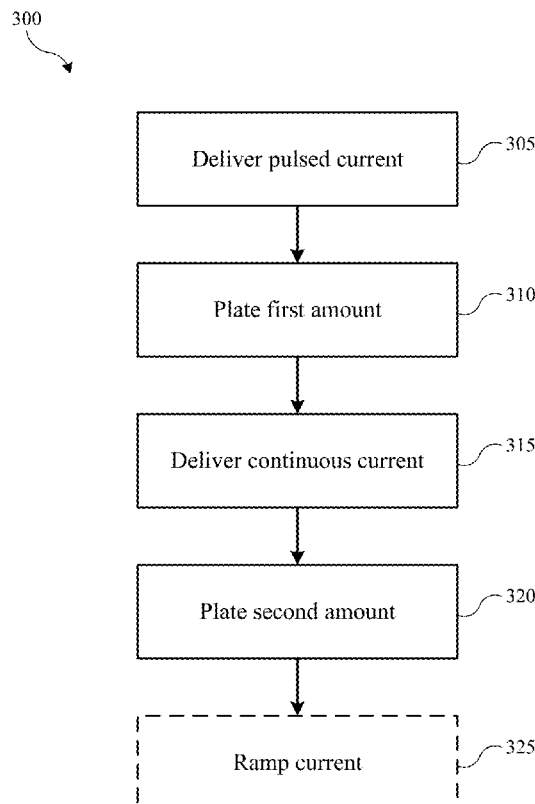 300
Deliver pulsed current
305
Plate first amount
310
Deliver continuous current
315
Plate second amount
320
Ramp current
325